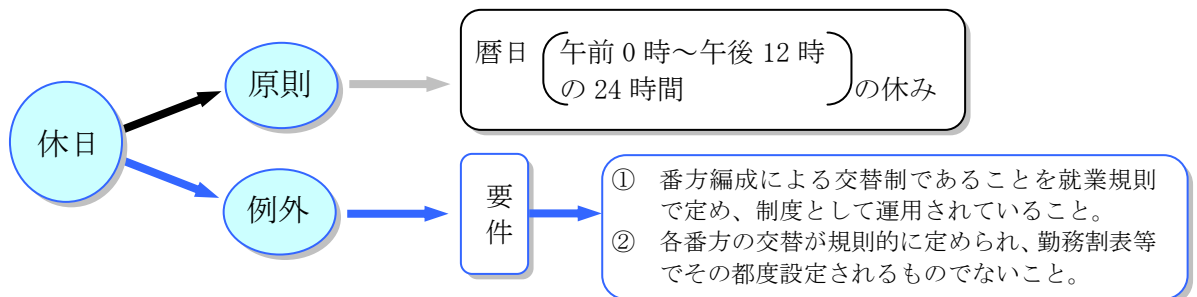 休日
原則
暦日 午前 0 時～午後 12 時
の 24 時間 の休み
例外
要
件
① 番方編成による交替制であることを就業規則
で定め、制度として運用されていること。
② 各番方の交替が規則的に定められ、勤務割表等
でその都度設定されるものでないこと。